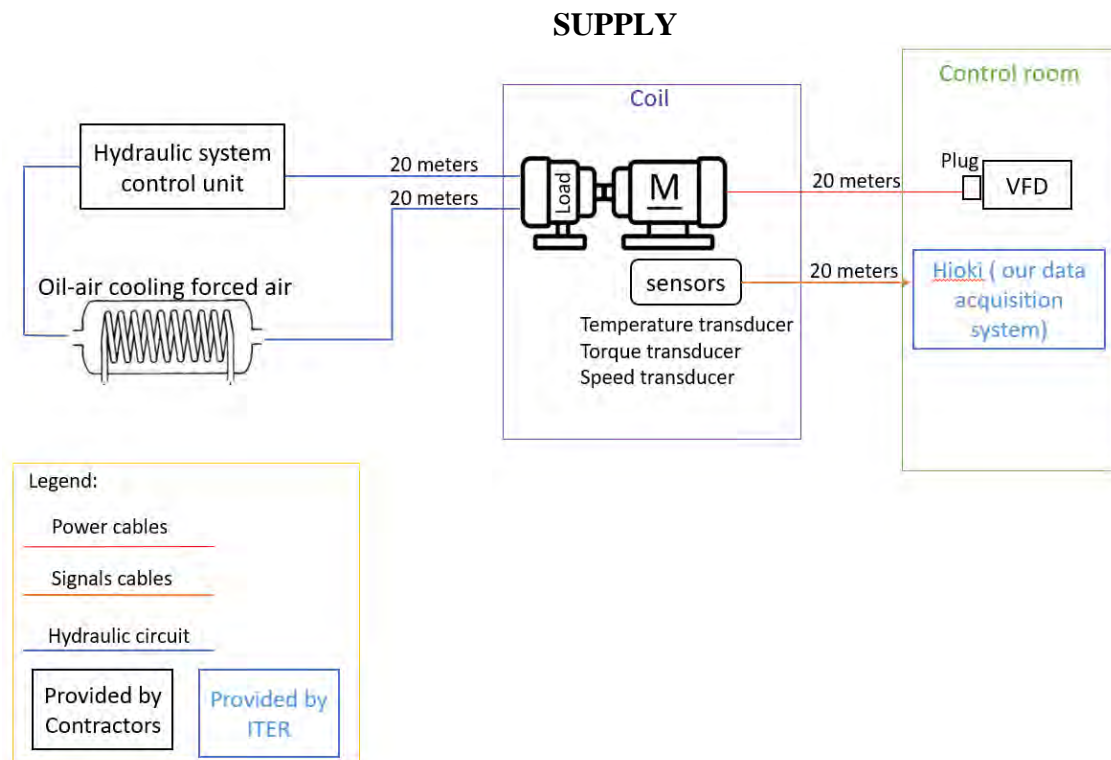 SUPPLY
Control room
Coil
Hydraulic system
control unit
20 meters
20 meters
Load
M
20 meters
Plug
VFD
Oil-air cooling forced air
sensors
20 meters
Hioki ( our data
acquisition
system)
Temperature transducer
Torque transducer
Speed transducer
Legend:
Power cables
Signals cables
Hydraulic circuit
Provided by
Contractors
Provided by
ITER